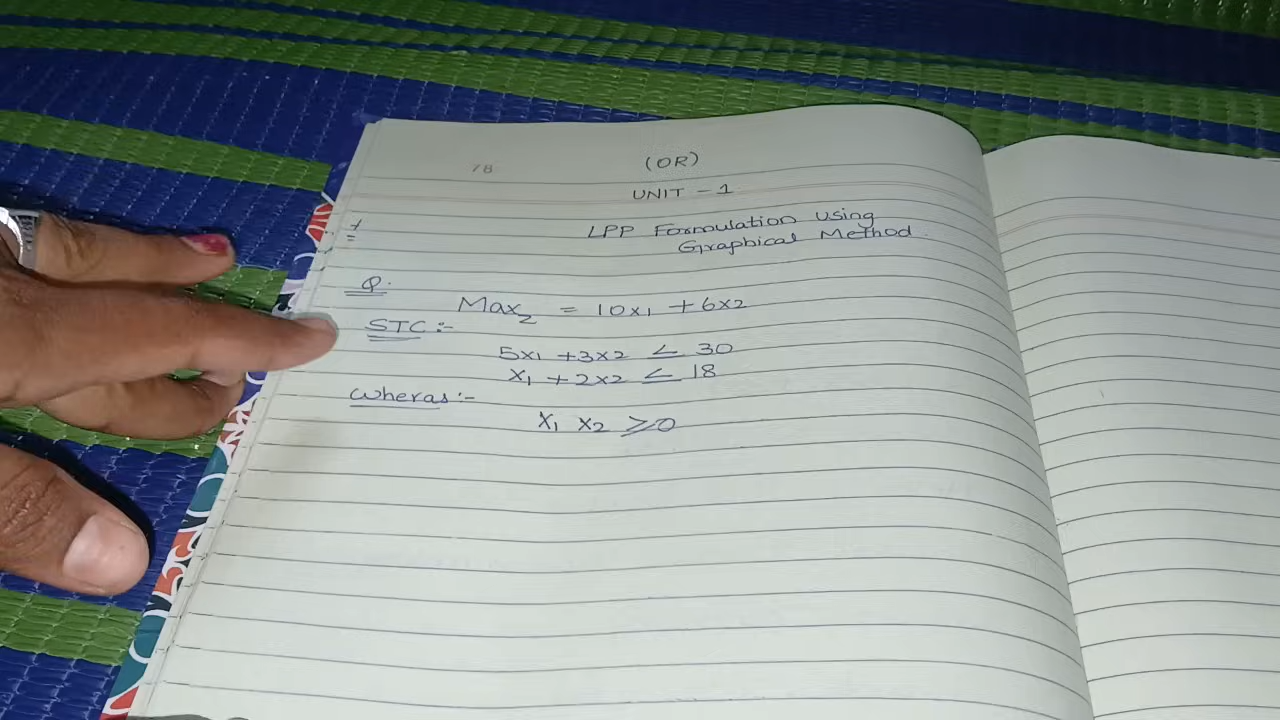 78
(OR)
UNIT - 1
LPP Formulation using
Graphical Method.
Q.
Max z = 10x1 + 6x2
STC :-
5x1 + 3x2 ≤ 30
x1 + 2x2 ≤ 18
Wheras :-
x1 x2 ≥ 0